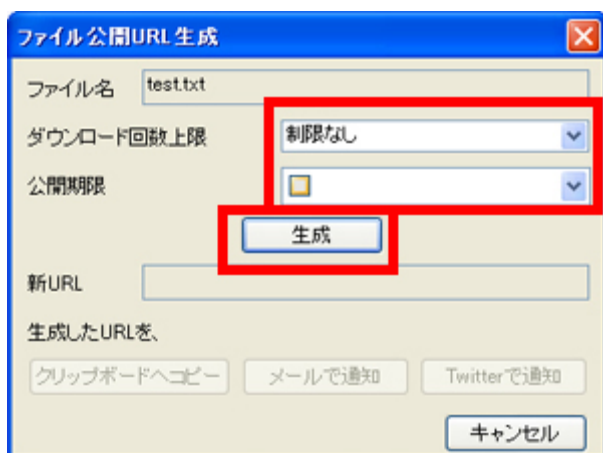 ファイル公開URL生成
ファイル名 test.txt
ダウンロード回数上限 制限なし
公開期限
生成
新URL
生成したURLを、
クリップボードへコピー メールで通知 Twitterで通知
キャンセル